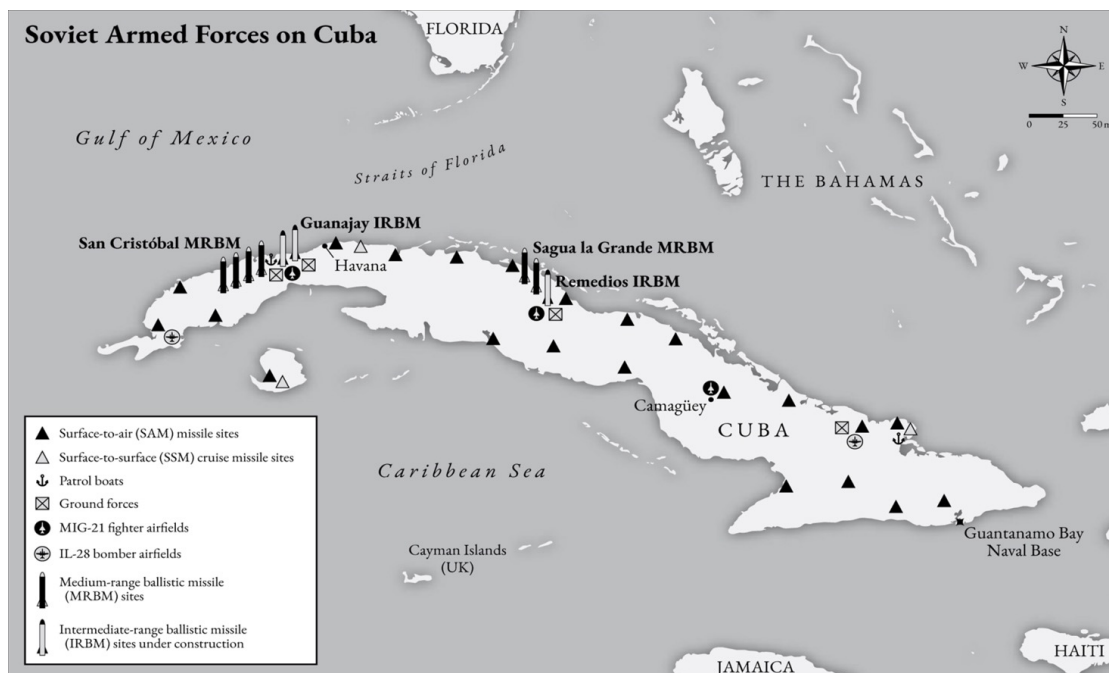 Soviet Armed Forces on Cuba
FLORIDA
N
W E
S
0 25 50 m
Gulf of Mexico
Straits of Florida
THE BAHAMAS
Guanajay IRBM
San Cristóbal MRBM
Havana
Sagua la Grande MRBM
Remedios IRBM
Camagüey
CUBA
Caribbean Sea
Guantanamo Bay
Naval Base
Cayman Islands
(UK)
Surface-to-air (SAM) missile sites
Surface-to-surface (SSM) cruise missile sites
Patrol boats
Ground forces
MIG-21 fighter airfields
IL-28 bomber airfields
Medium-range ballistic missile
(MRBM) sites
Intermediate-range ballistic missile
(IRBM) sites under construction
JAMAICA
HAITI